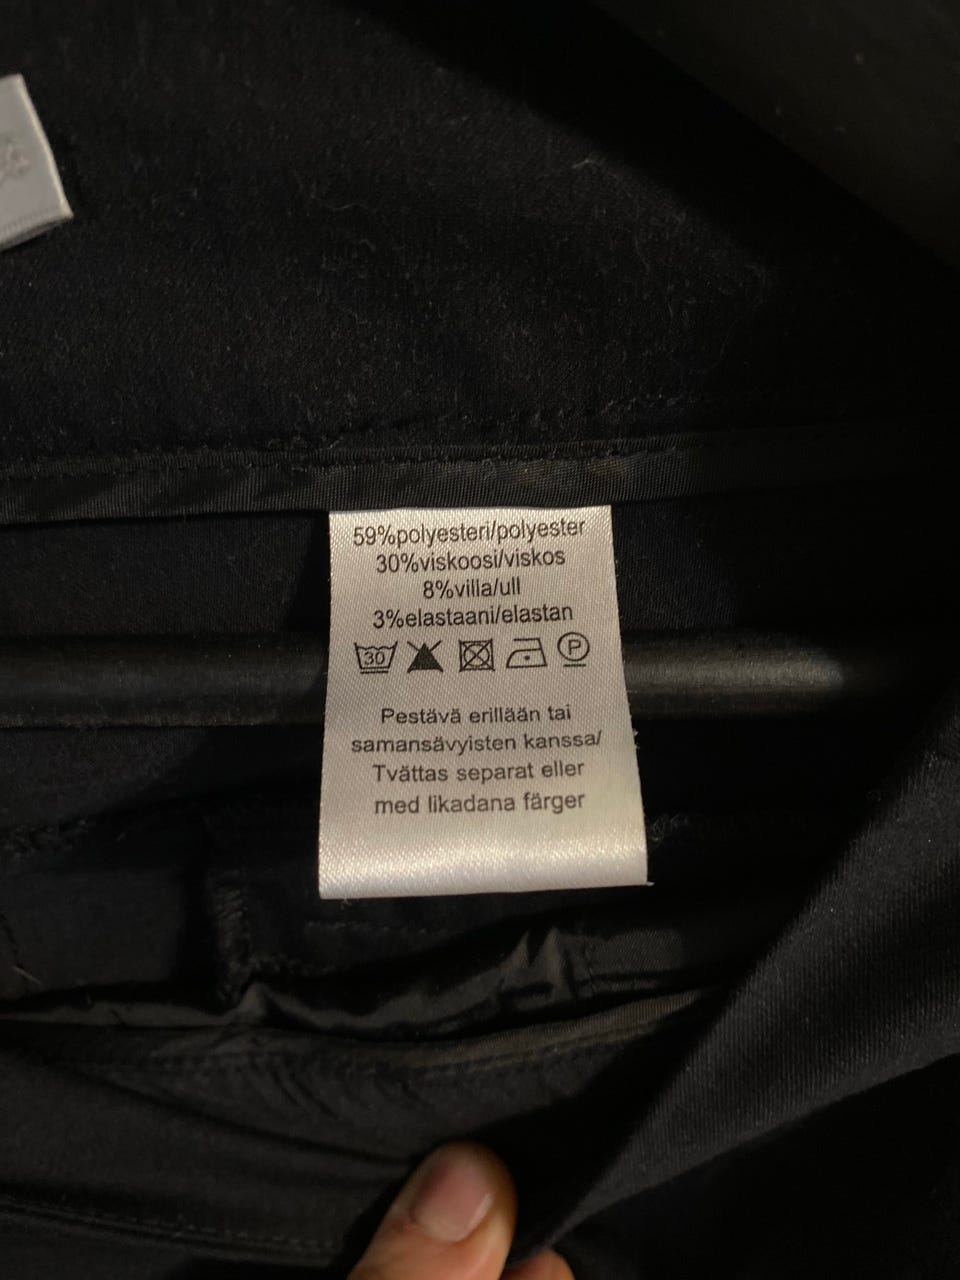 59%polyesteri/polyester
30%viskoosi/viskos
8%villa/ull
3%elastaani/elastan
30 P
Pestävä erillään tai
samansävyisten kanssa/
Tvättas separat eller
med likadana färger